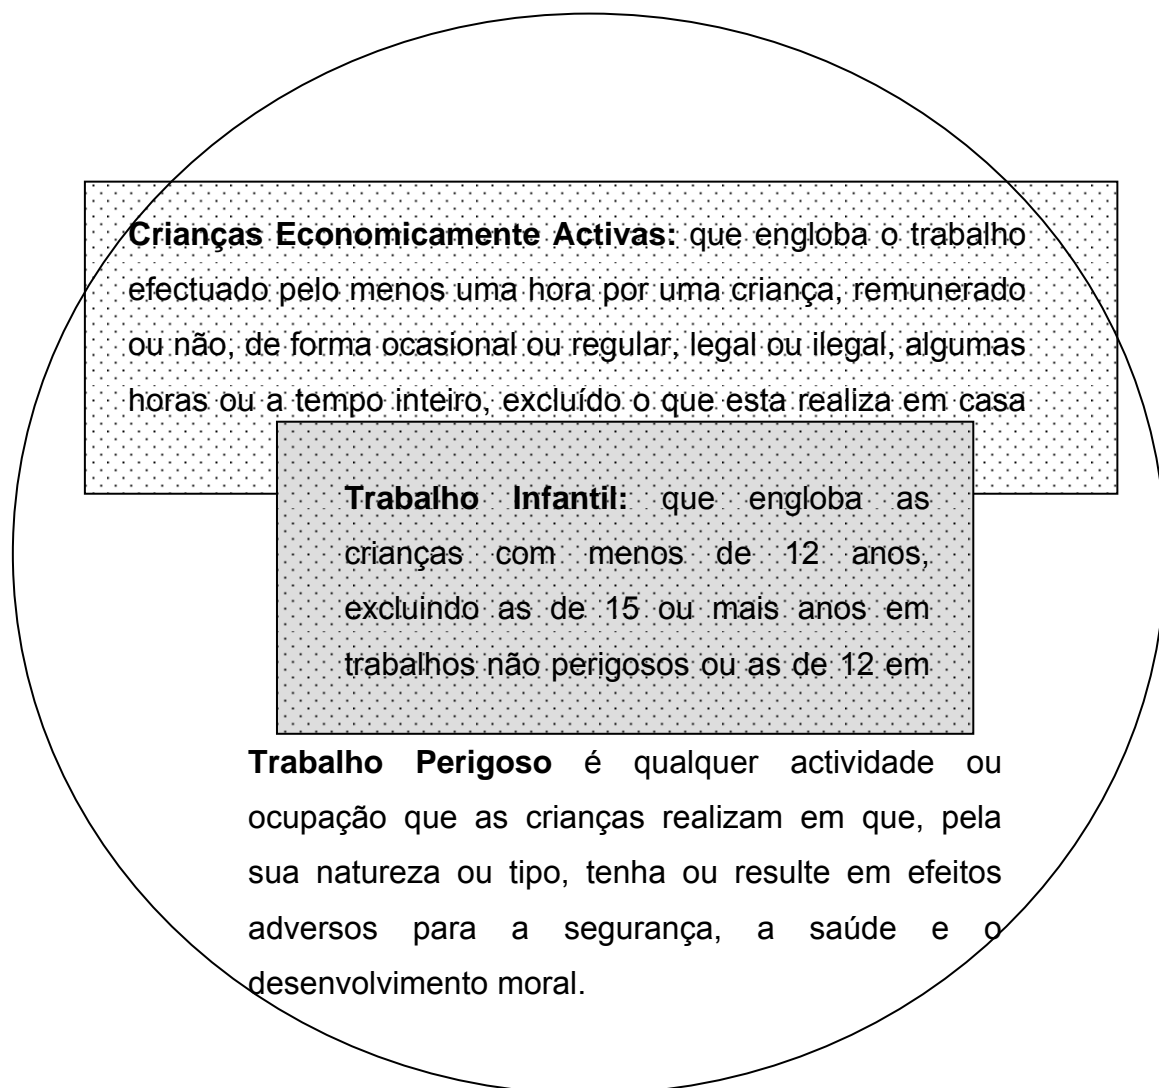 Crianças Economicamente Activas: que engloba o trabalho
efectuado pelo menos uma hora por uma criança, remunerado
ou não, de forma ocasional ou regular, legal ou ilegal, algumas
horas ou a tempo inteiro, excluído o que esta realiza em casa
Trabalho Infantil: que engloba as
crianças com menos de 12 anos,
excluindo as de 15 ou mais anos em
trabalhos não perigosos ou as de 12 em
Trabalho Perigoso é qualquer actividade ou
ocupação que as crianças realizam em que, pela
sua natureza ou tipo, tenha ou resulte em efeitos
adversos para a segurança, a saúde e o
desenvolvimento moral.